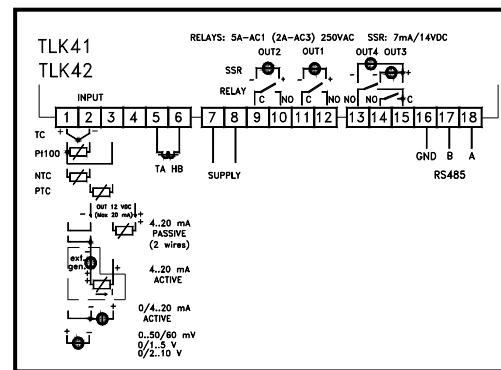 RELAYS: 5A-AC1 (2A-AC3) 250VAC SSR: 7mA/14VDC
TLK41
TLK42
OUT2 OUT1 OUT4 OUT3
SSR - + - + - - +
RELAY
INPUT
C NO C NO NO NO C
1 2 3 4 5 6 7 8 9 10 11 12 13 14 15 16 17 18
TC + -
Pt100
TA HB
SUPPLY
GND B A
RS485
NTC
PTC
OUT 12 VDC
(Max 20 mA)
- + +
4..20 mA
PASSIVE
(2 wires)
ext.
gen.
- + +
4..20 mA
ACTIVE
- +
0/4..20 mA
ACTIVE
+ -
0..50/60 mV
0/1..5 V
0/2..10 V